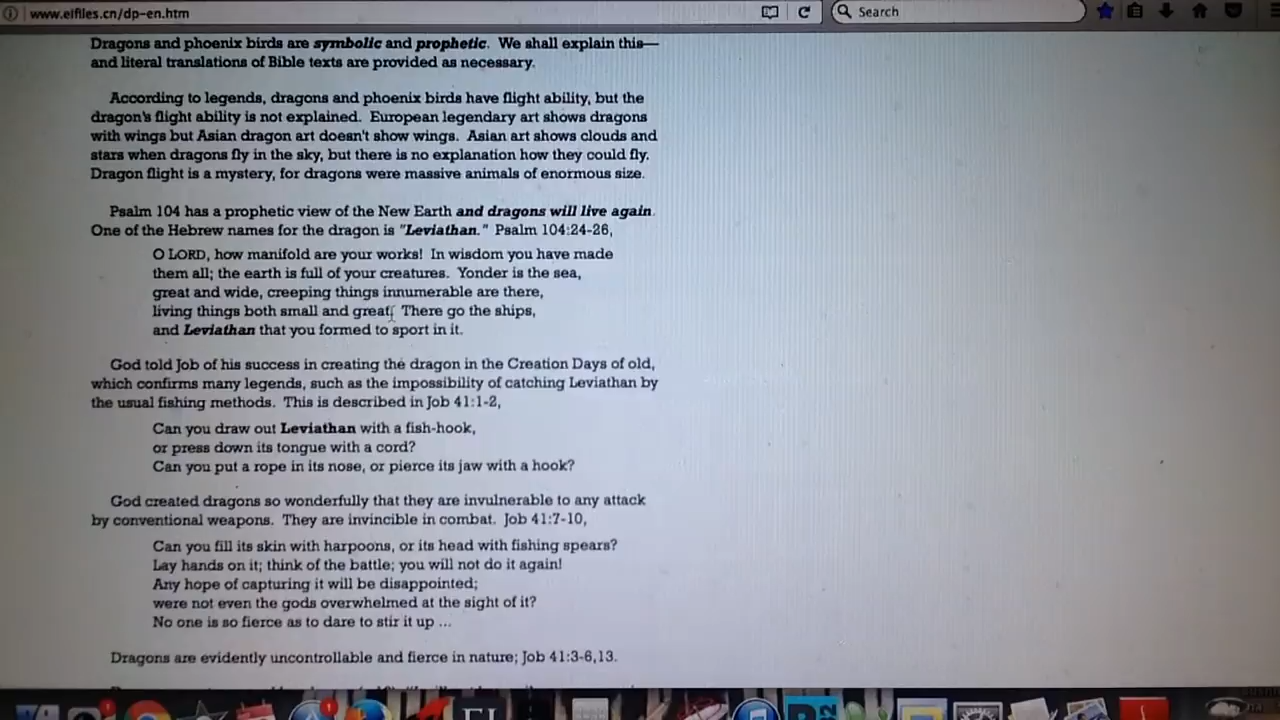 www.eifiles.cn/dp-en.htm
Search
Dragons and phoenix birds are symbolic and prophetic. We shall explain this—
and literal translations of Bible texts are provided as necessary.
According to legends, dragons and phoenix birds have flight ability, but the
dragon's flight ability is not explained. European legendary art shows dragons
with wings but Asian dragon art doesn't show wings. Asian art shows clouds and
stars when dragons fly in the sky, but there is no explanation how they could fly.
Dragon flight is a mystery, for dragons were massive animals of enormous size.
Psalm 104 has a prophetic view of the New Earth and dragons will live again.
One of the Hebrew names for the dragon is "Leviathan." Psalm 104:24-26,
O LORD, how manifold are your works! In wisdom you have made
them all; the earth is full of your creatures. Yonder is the sea,
great and wide, creeping things innumerable are there,
living things both small and great. There go the ships,
and Leviathan that you formed to sport in it.
God told Job of his success in creating the dragon in the Creation Days of old,
which confirms many legends, such as the impossibility of catching Leviathan by
the usual fishing methods. This is described in Job 41:1-2,
Can you draw out Leviathan with a fish-hook,
or press down its tongue with a cord?
Can you put a rope in its nose, or pierce its jaw with a hook?
God created dragons so wonderfully that they are invulnerable to any attack
by conventional weapons. They are invincible in combat. Job 41:7-10,
Can you fill its skin with harpoons, or its head with fishing spears?
Lay hands on it; think of the battle; you will not do it again!
Any hope of capturing it will be disappointed;
were not even the gods overwhelmed at the sight of it?
No one is so fierce as to dare to stir it up ...
Dragons are evidently uncontrollable and fierce in nature; Job 41:3-6,13.